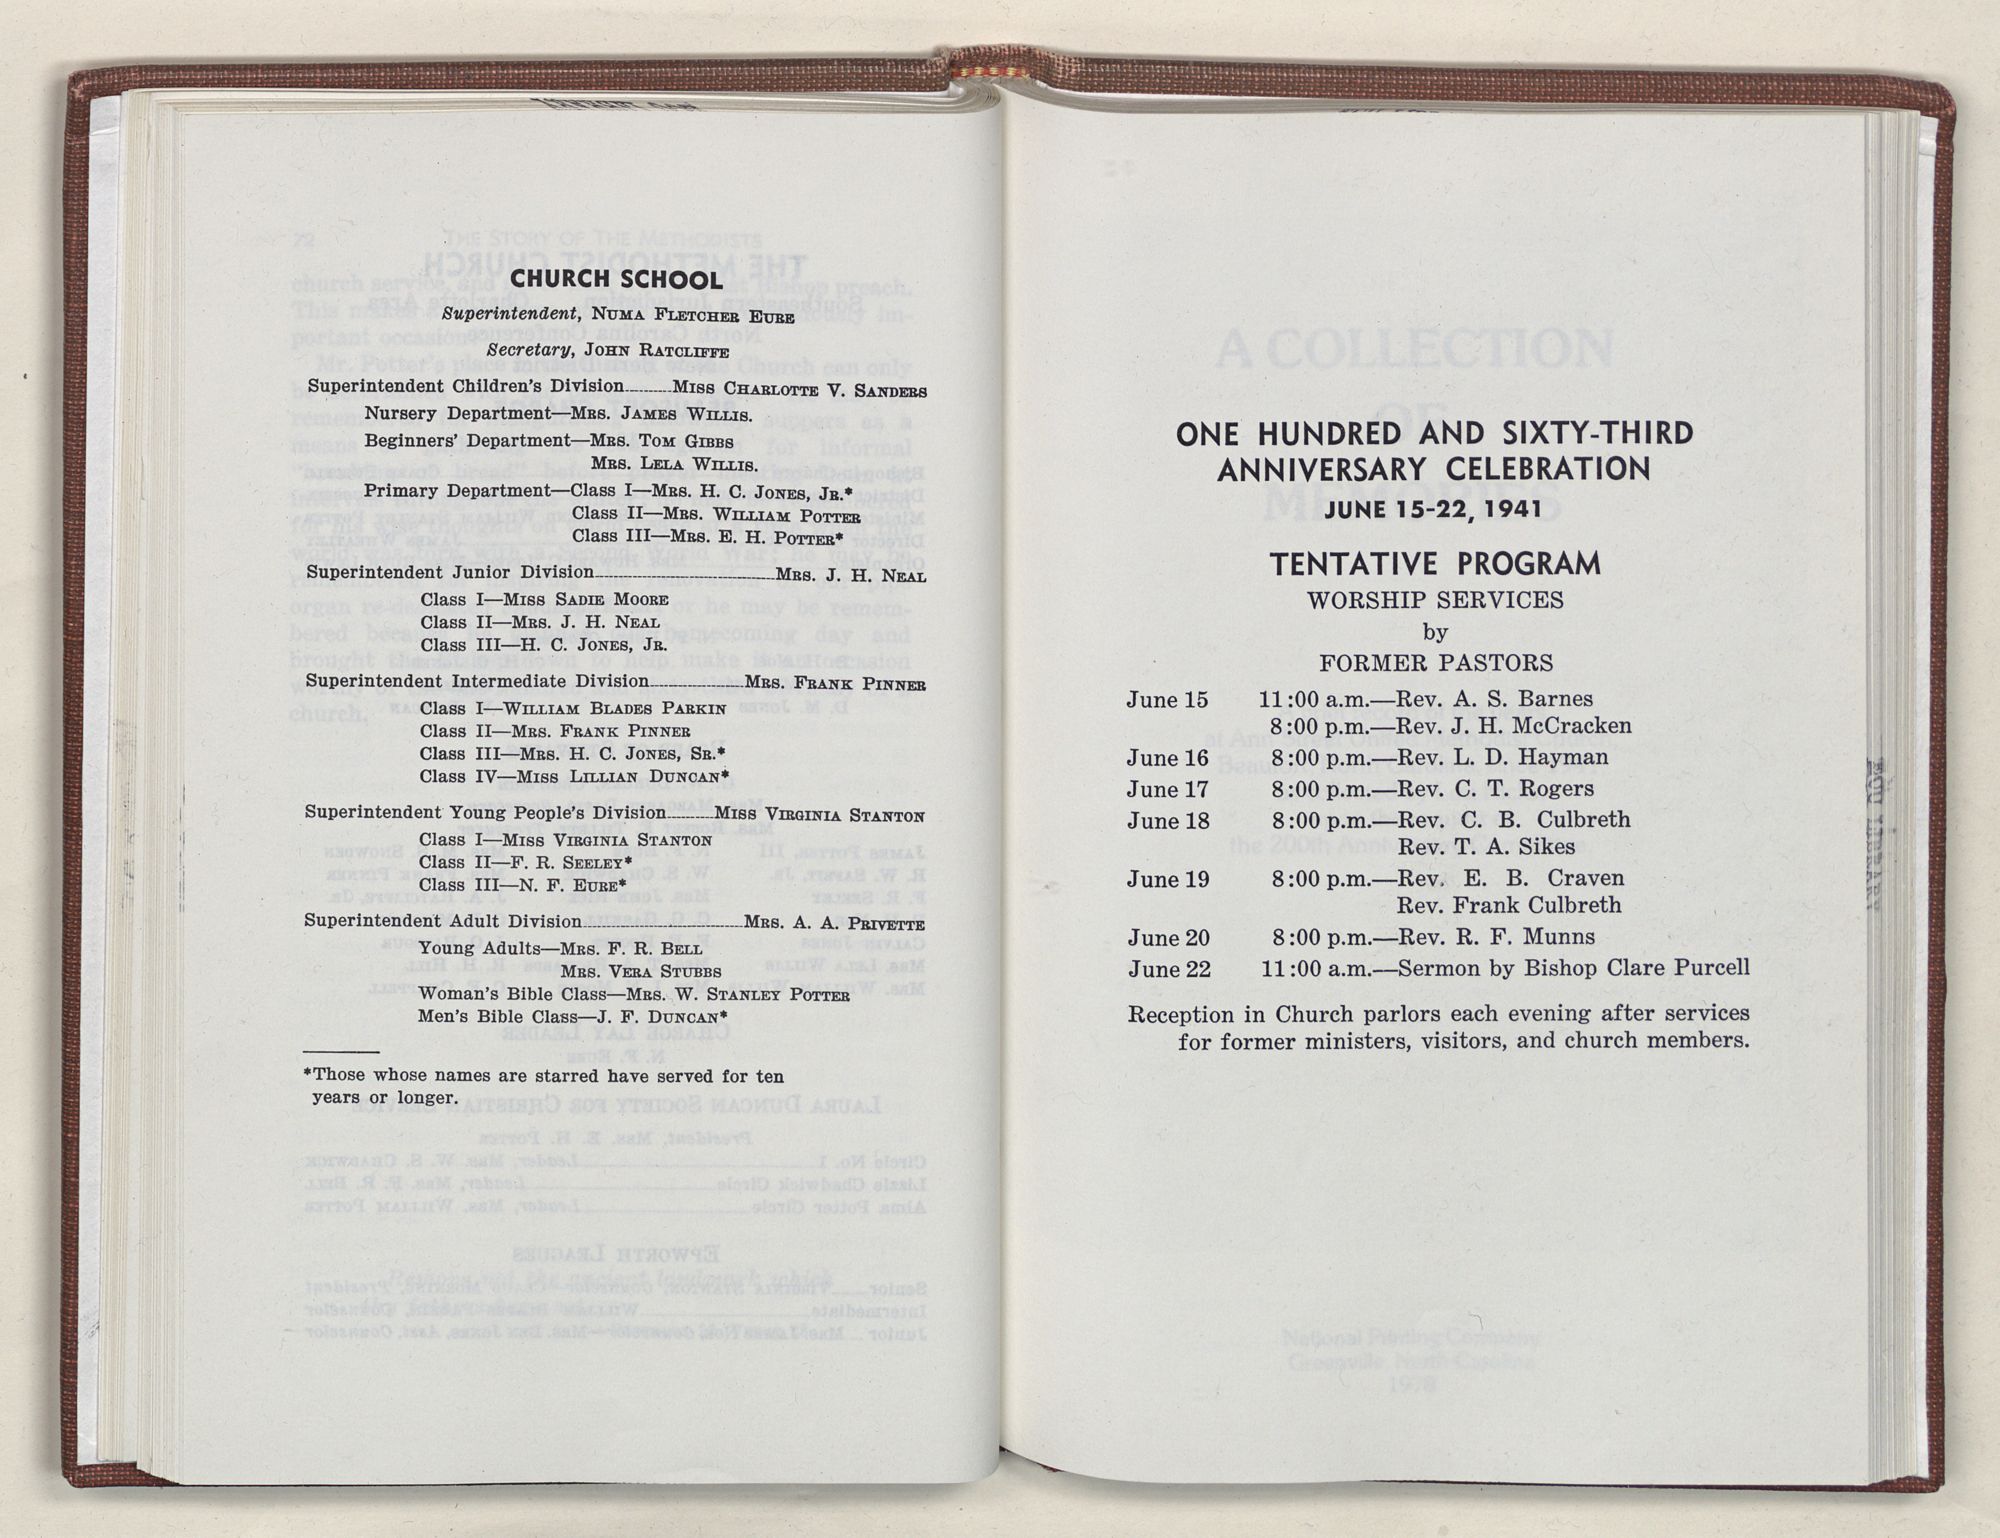 CHURCH SCHOOL
Superintendent, NUMA FLETCHER EURE
Secretary, JOHN RATCLIFFE
Superintendent Children's Division........MISS CHARLOTTE V. SANDERS
Nursery Department—MRS. JAMES WILLIS.
Beginners' Department—MRS. TOM GIBBS
MRS. LELA WILLIS.
Primary Department—Class I—MRS. H. C. JONES, JR.*
Class II—MRS. WILLIAM POTTER
Class III—MRS. E. H. POTTER*
Superintendent Junior Division........MRS. J. H. NEAL
Class I—MISS SADIE MOORE
Class II—MRS. J. H. NEAL
Class III—H. C. JONES, JR.
Superintendent Intermediate Division........MRS. FRANK PINNER
Class I—WILLIAM BLADES PARKIN
Class II—MRS. FRANK PINNER
Class III—MRS. H. C. JONES, SR.*
Class IV—MISS LILLIAN DUNCAN*
Superintendent Young People's Division........MISS VIRGINIA STANTON
Class I—MISS VIRGINIA STANTON
Class II—F. R. SEELEY*
Class III—N. F. EURE*
Superintendent Adult Division........MRS. A. A. PRIVETTE
Young Adults—MRS. F. R. BELL
MRS. VERA STUBBS
Woman's Bible Class—MRS. W. STANLEY POTTER
Men's Bible Class—J. F. DUNCAN*
*Those whose names are starred have served for ten
years or longer.
ONE HUNDRED AND SIXTY-THIRD
ANNIVERSARY CELEBRATION
JUNE 15-22, 1941
TENTATIVE PROGRAM
WORSHIP SERVICES
by
FORMER PASTORS
June 15 11:00 a.m.—Rev. A. S. Barnes
8:00 p.m.—Rev. J. H. McCracken
June 16 8:00 p.m.—Rev. L. D. Hayman
June 17 8:00 p.m.—Rev. C. T. Rogers
June 18 8:00 p.m.—Rev. C. B. Culbreth
Rev. T. A. Sikes
June 19 8:00 p.m.—Rev. E. B. Craven
Rev. Frank Culbreth
June 20 8:00 p.m.—Rev. R. F. Munns
June 22 11:00 a.m.—Sermon by Bishop Clare Purcell
Reception in Church parlors each evening after services
for former ministers, visitors, and church members.